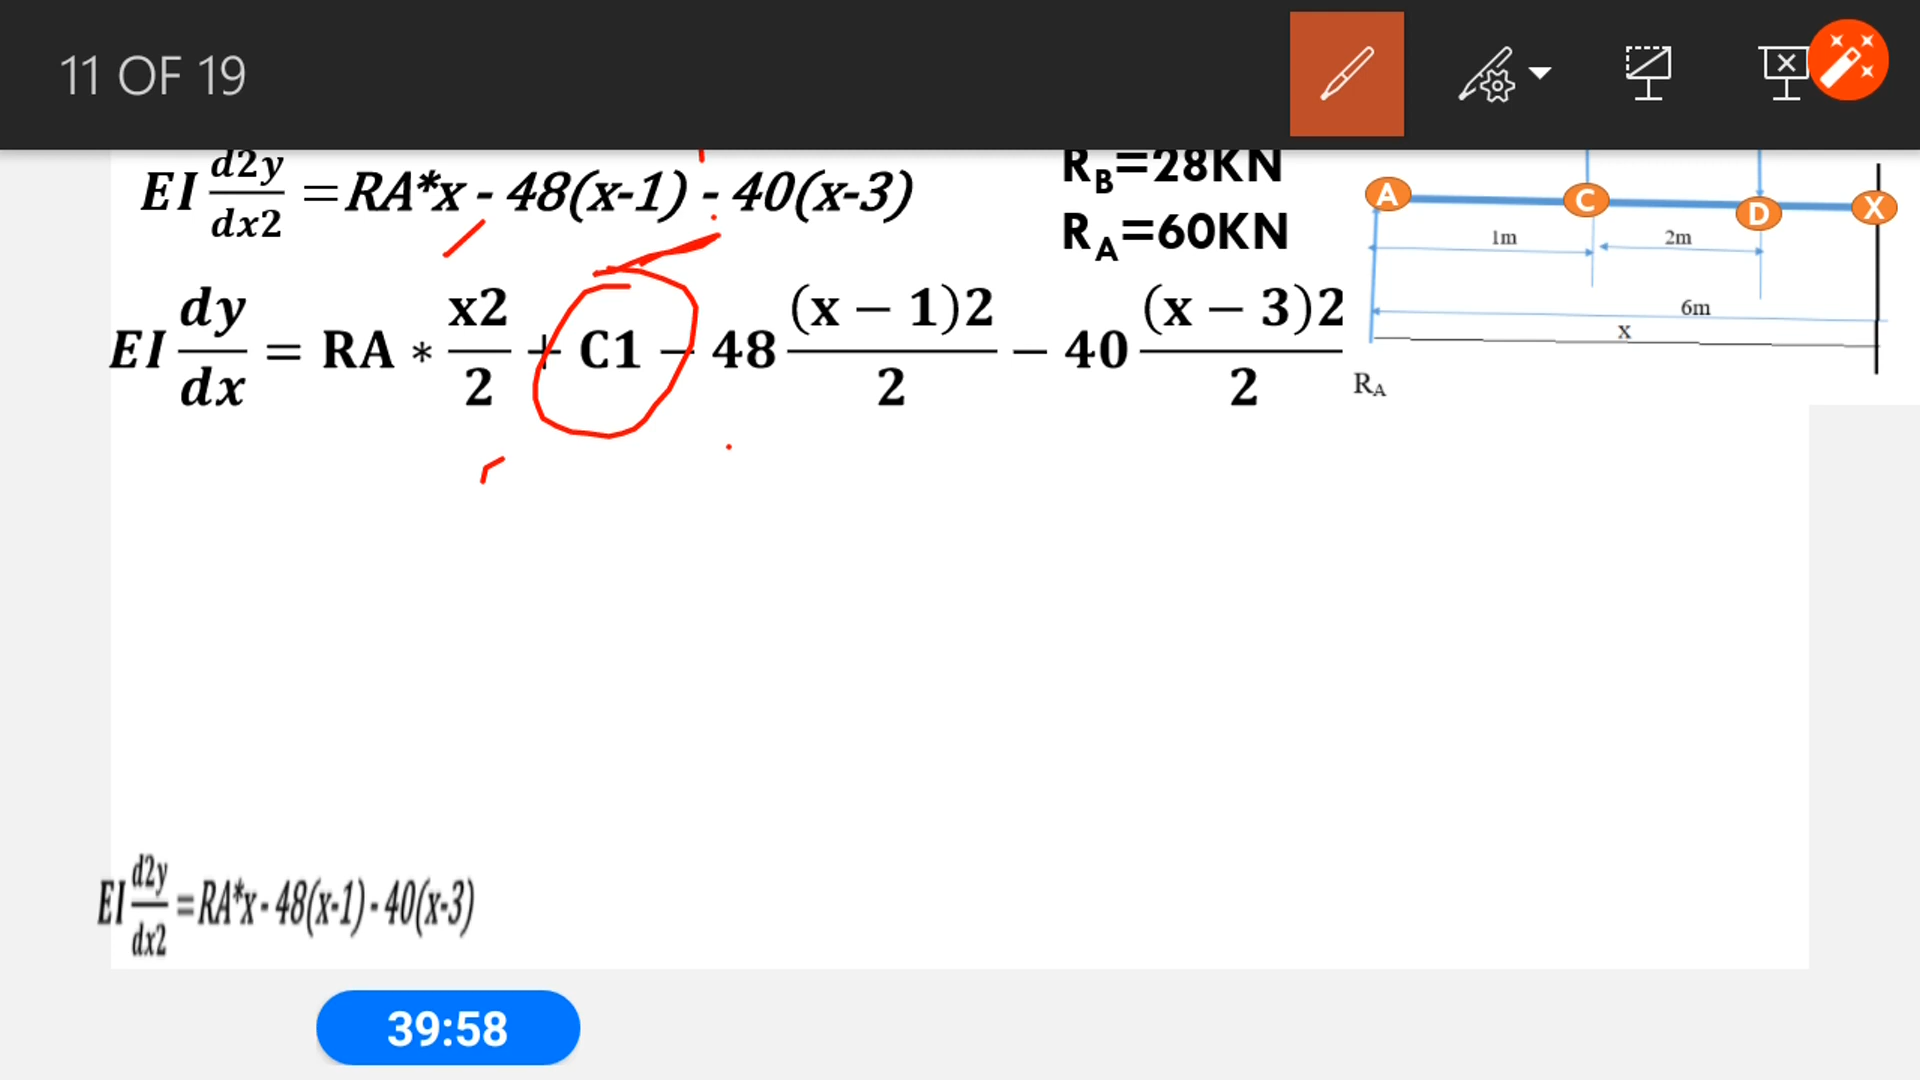 11 OF 19
EI d2y/dx2 =RA*x - 48(x-1) - 40(x-3)
RB=28KN
RA=60KN
EI dy/dx = RA * x2/2 + C1 - 48 (x - 1)2/2 - 40 (x - 3)2/2
A C D X
1m 2m
6m
x
RA
EI d2y/dx2 =RA*x - 48(x-1) - 40(x-3)
39:58